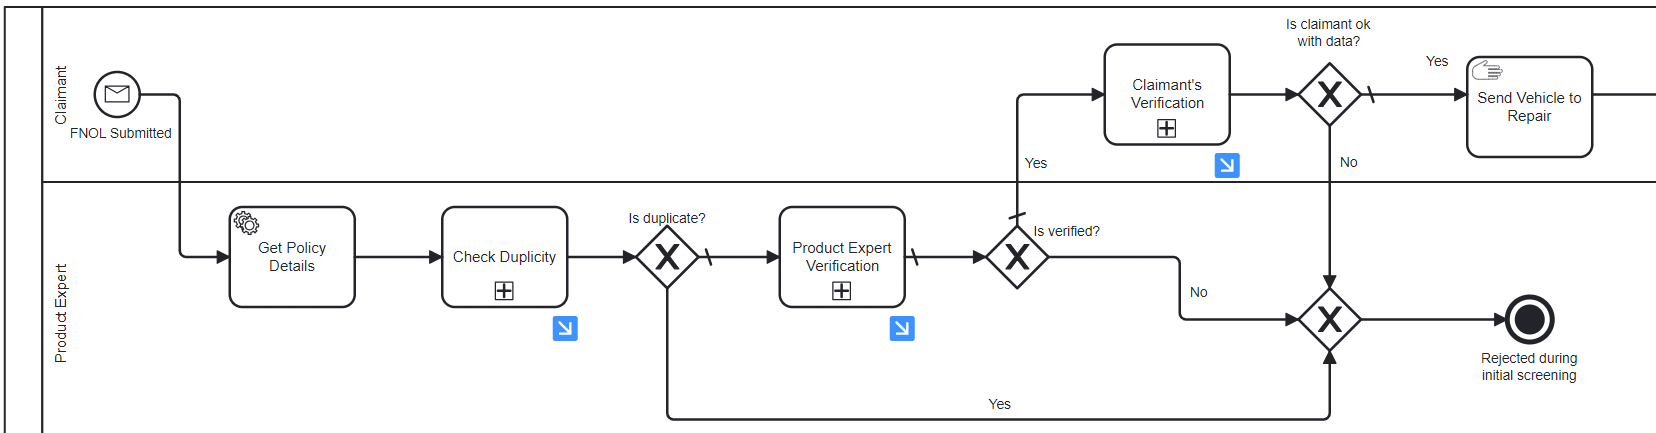 Claimant
FNOL Submitted
Claimant's
Verification
Is claimant ok
with data?
Yes
Send Vehicle to
Repair
Yes
No
Product Expert
Get Policy
Details
Check Duplicity
Is duplicate?
Product Expert
Verification
Is verified?
No
Yes
Rejected during
initial screening